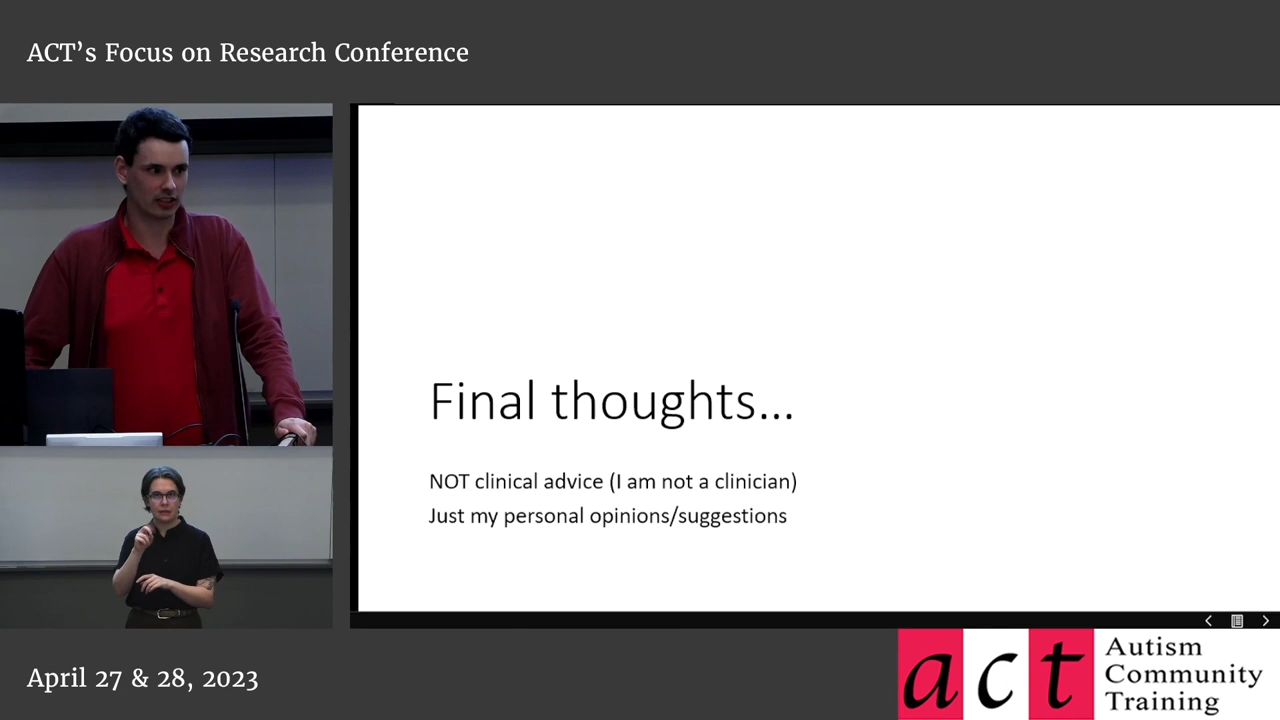 ACT’s Focus on Research Conference
Final thoughts...
NOT clinical advice (I am not a clinician)
Just my personal opinions/suggestions
April 27 & 28, 2023
act
Autism
Community
Training